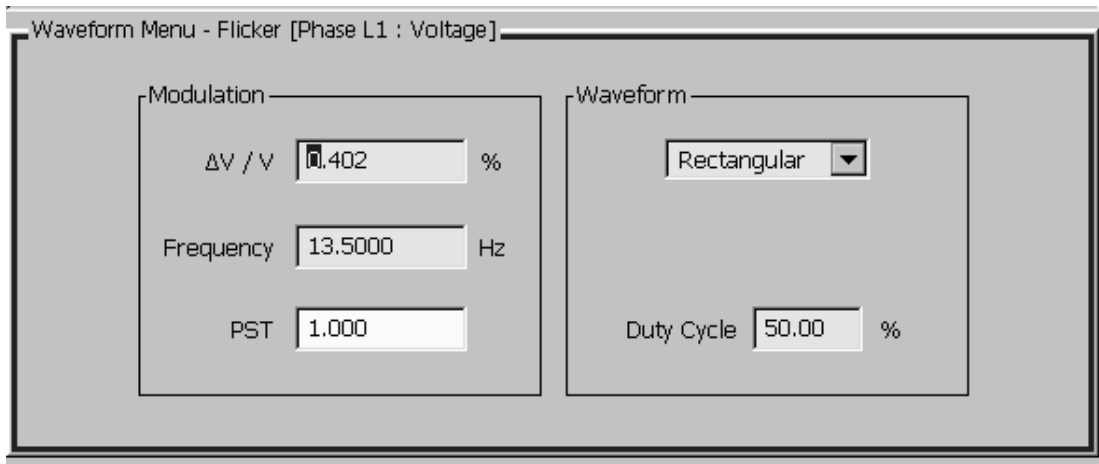 Waveform Menu - Flicker [Phase L1 : Voltage]
Modulation
ΔV / V 0.402 %
Frequency 13.5000 Hz
PST 1.000
Waveform
Rectangular
Duty Cycle 50.00 %